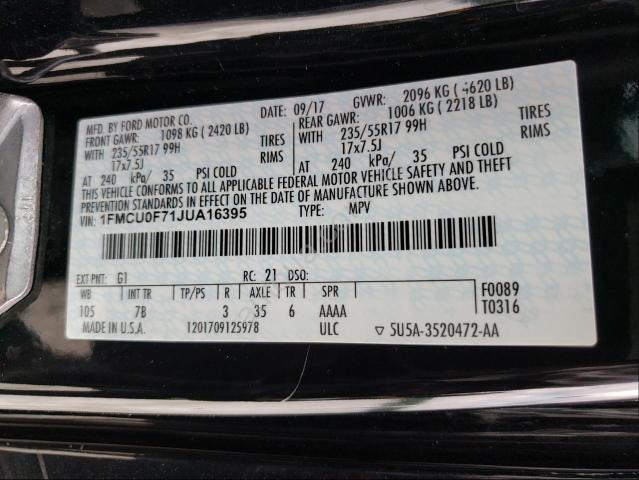 MFD. BY FORD MOTOR CO. DATE: 09/17 GVWR: 2096 KG (4620 LB)
FRONT GAWR: 1098 KG (2420 LB) REAR GAWR: 1006 KG (2218 LB)
WITH 235/55R17 99H TIRES WITH 235/55R17 99H TIRES
17x7.5J RIMS 17x7.5J RIMS
AT 240 kPa/ 35 PSI COLD AT 240 kPa/ 35 PSI COLD
THIS VEHICLE CONFORMS TO ALL APPLICABLE FEDERAL MOTOR VEHICLE SAFETY AND THEFT
PREVENTION STANDARDS IN EFFECT ON THE DATE OF MANUFACTURE SHOWN ABOVE.
VIN: 1FMCU0F71JUA16395 TYPE: MPV
EXT PNT: G1 RC: 21 DSO:
WB INT TR TP/PS R AXLE TR SPR F0089
105 7B 3 35 6 AAAA T0316
MADE IN U.S.A. 1201709125978 ULC 5U5A-3520472-AA